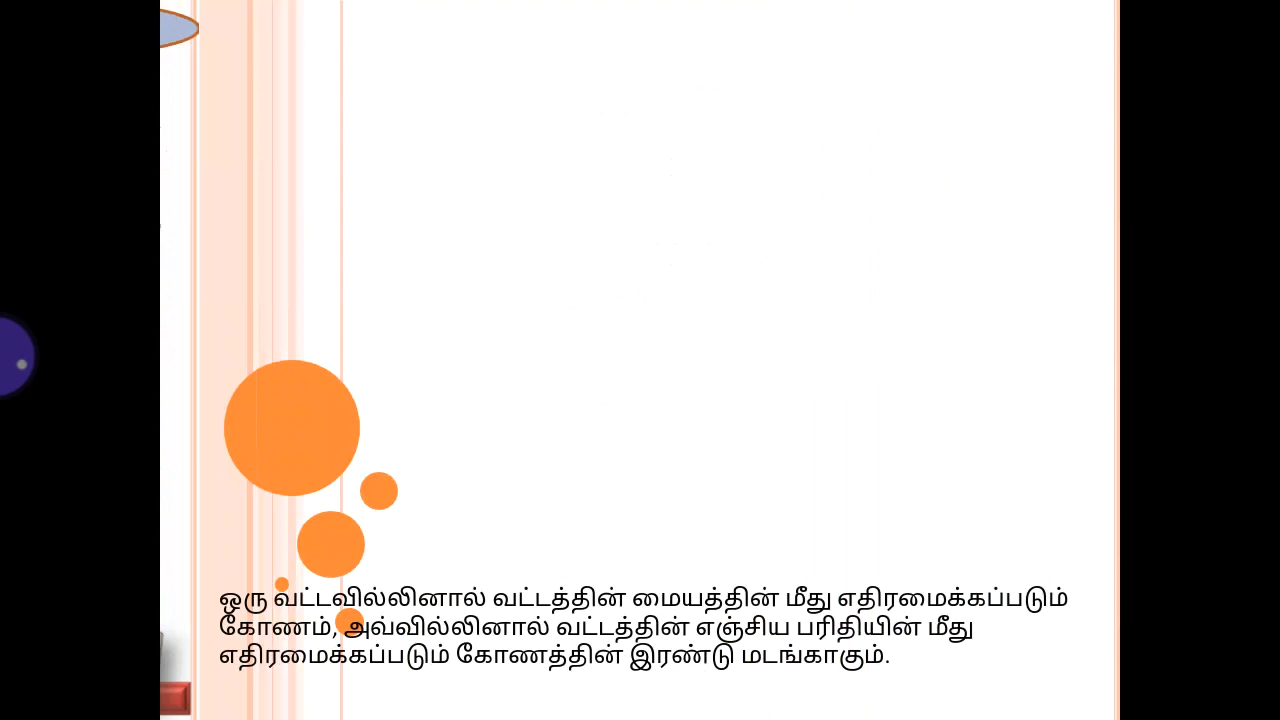 ஒரு வட்டவில்லினால் வட்டத்தின் மையத்தின் மீது எதிரமைக்கப்படும்
கோணம், அவ்வில்லினால் வட்டத்தின் எஞ்சிய பரிதியின் மீது
எதிரமைக்கப்படும் கோணத்தின் இரண்டு மடங்காகும்.